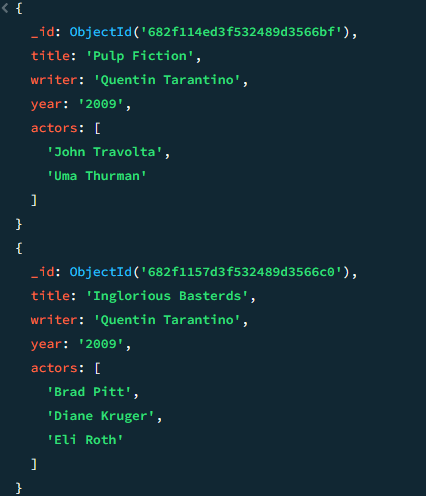 {
_id: ObjectId('682f114ed3f532489d3566bf'),
title: 'Pulp Fiction',
writer: 'Quentin Tarantino',
year: '2009',
actors: [
'John Travolta',
'Uma Thurman'
]
}
{
_id: ObjectId('682f1157d3f532489d3566c0'),
title: 'Inglorious Basterds',
writer: 'Quentin Tarantino',
year: '2009',
actors: [
'Brad Pitt',
'Diane Kruger',
'Eli Roth'
]
}